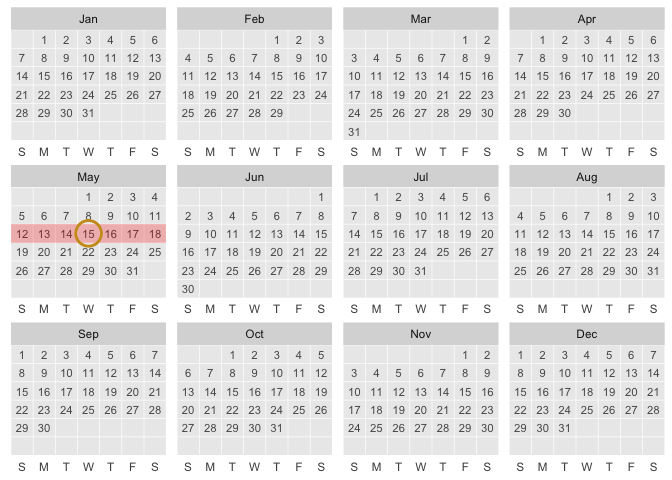 Jan Feb Mar Apr
1 2 3 4 5 6 1 2 3 1 2 1 2 3 4 5 6
7 8 9 10 11 12 13 4 5 6 7 8 9 10 3 4 5 6 7 8 9 7 8 9 10 11 12 13
14 15 16 17 18 19 20 11 12 13 14 15 16 17 10 11 12 13 14 15 16 14 15 16 17 18 19 20
21 22 23 24 25 26 27 18 19 20 21 22 23 24 17 18 19 20 21 22 23 21 22 23 24 25 26 27
28 29 30 31 25 26 27 28 29 24 25 26 27 28 29 30 28 29 30
31
S M T W T F S S M T W T F S S M T W T F S S M T W T F S
May Jun Jul Aug
1 2 3 4 1 1 2 3 4 5 6 1 2 3
5 6 7 8 9 10 11 2 3 4 5 6 7 8 7 8 9 10 11 12 13 4 5 6 7 8 9 10
12 13 14 15 16 17 18 9 10 11 12 13 14 15 14 15 16 17 18 19 20 11 12 13 14 15 16 17
19 20 21 22 23 24 25 16 17 18 19 20 21 22 21 22 23 24 25 26 27 18 19 20 21 22 23 24
26 27 28 29 30 31 23 24 25 26 27 28 29 28 29 30 31 25 26 27 28 29 30 31
30
S M T W T F S S M T W T F S S M T W T F S S M T W T F S
Sep Oct Nov Dec
1 2 3 4 5 6 7 1 2 3 4 5 1 2 1 2 3 4 5 6 7
8 9 10 11 12 13 14 6 7 8 9 10 11 12 3 4 5 6 7 8 9 8 9 10 11 12 13 14
15 16 17 18 19 20 21 13 14 15 16 17 18 19 10 11 12 13 14 15 16 15 16 17 18 19 20 21
22 23 24 25 26 27 28 20 21 22 23 24 25 26 17 18 19 20 21 22 23 22 23 24 25 26 27 28
29 30 27 28 29 30 31 24 25 26 27 28 29 30 29 30 31
S M T W T F S S M T W T F S S M T W T F S S M T W T F S